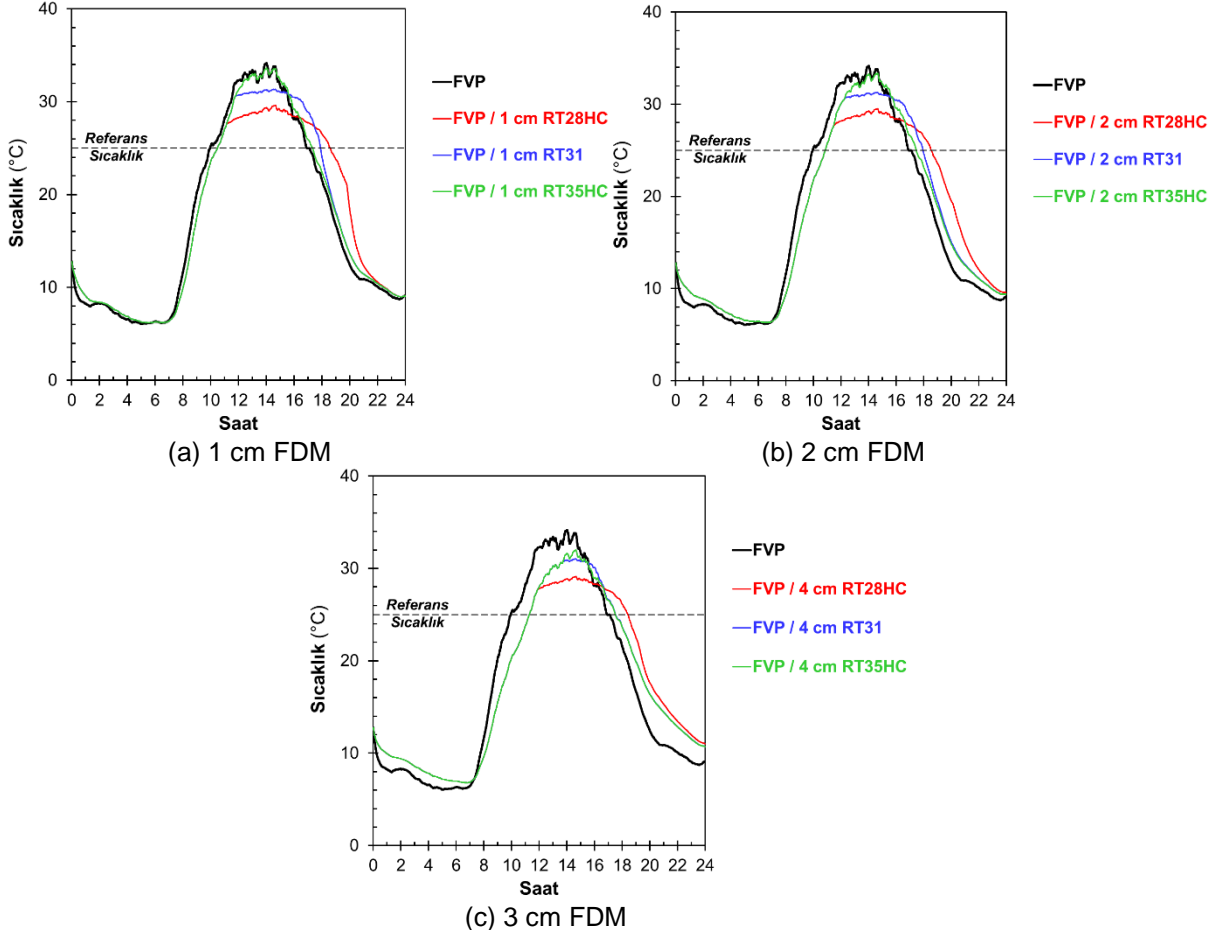 40
30
20
10
0
Sıcaklık (°C)
Referans
Sıcaklık
0 2 4 6 8 10 12 14 16 18 20 22 24
Saat
FVP
FVP / 1 cm RT28HC
FVP / 1 cm RT31
FVP / 1 cm RT35HC
(a) 1 cm FDM
40
30
20
10
0
Sıcaklık (°C)
Referans
Sıcaklık
0 2 4 6 8 10 12 14 16 18 20 22 24
Saat
FVP
FVP / 2 cm RT28HC
FVP / 2 cm RT31
FVP / 2 cm RT35HC
(b) 2 cm FDM
40
30
20
10
0
Sıcaklık (°C)
Referans
Sıcaklık
0 2 4 6 8 10 12 14 16 18 20 22 24
Saat
FVP
FVP / 4 cm RT28HC
FVP / 4 cm RT31
FVP / 4 cm RT35HC
(c) 3 cm FDM